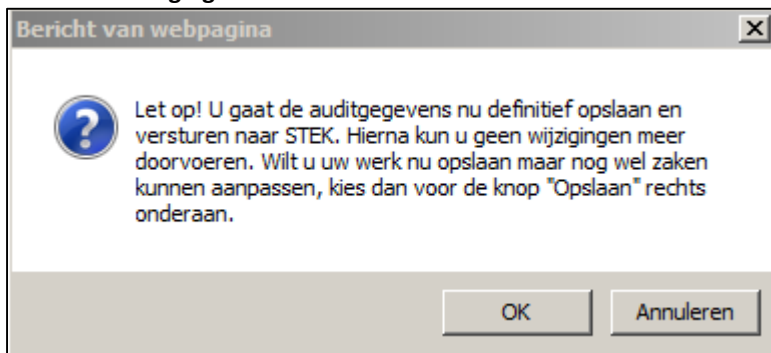 Bericht van webpagina
Let op! U gaat de auditgegevens nu definitief opslaan en
versturen naar STEK. Hierna kun u geen wijzigingen meer
doorvoeren. Wilt u uw werk nu opslaan maar nog wel zaken
kunnen aanpassen, kies dan voor de knop "Opslaan" rechts
onderaan.
OK
Annuleren